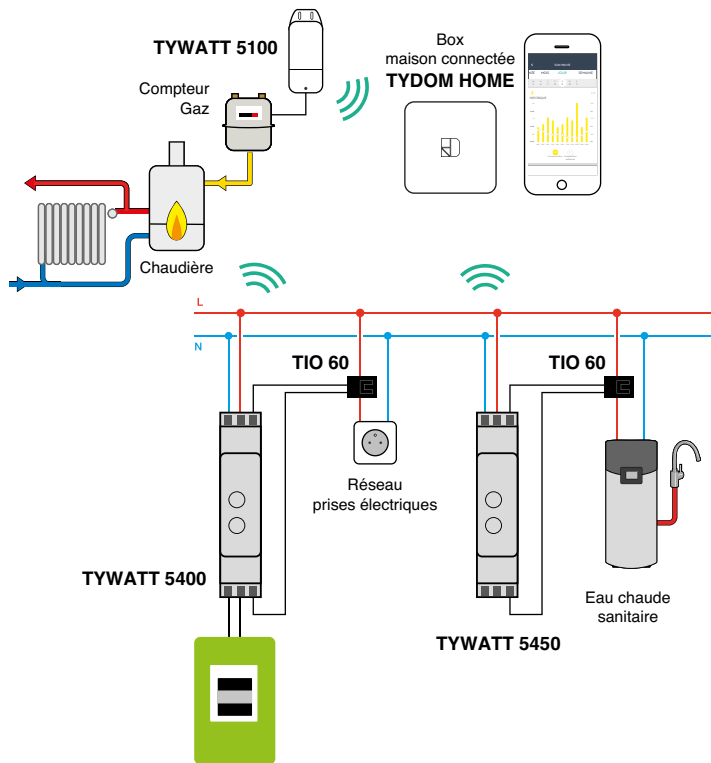 TYWATT 5100
Box
maison connectée
TYDOM HOME
Compteur
Gaz
Chaudière
L
N
TIO 60
TIO 60
Réseau
prises électriques
TYWATT 5400
Eau chaude
sanitaire
TYWATT 5450